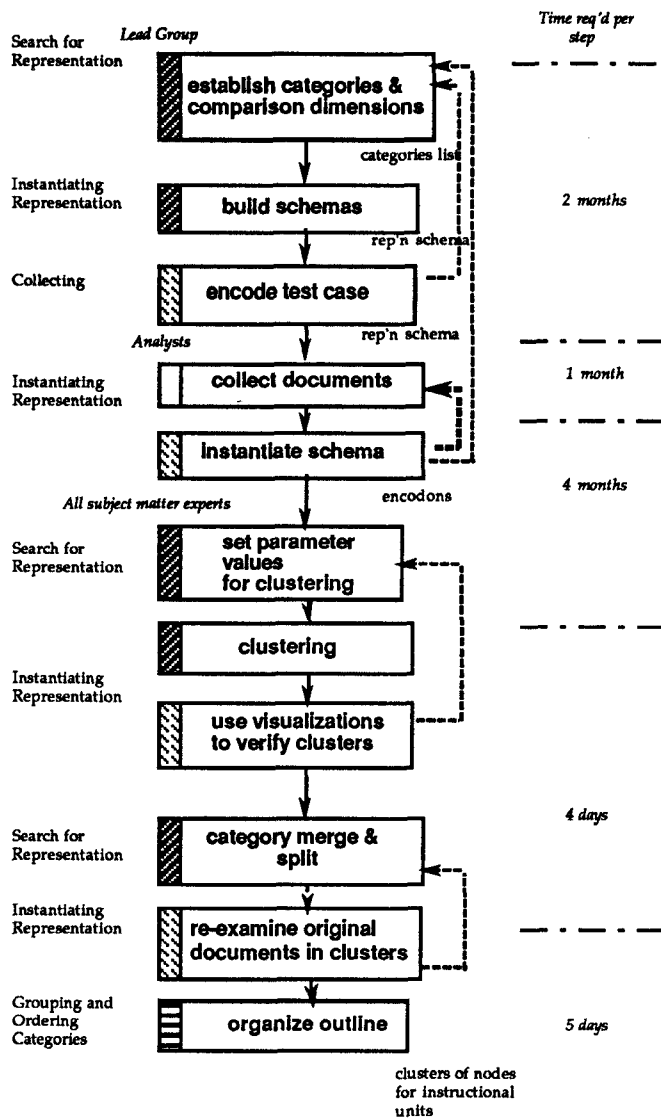 Time req'd per
step
Search for
Representation
Lead Group
establish categories &
comparison dimensions
categories list
Instantiating
Representation
build schemas
2 months
rep'n schema
Collecting
encode test case
rep'n schema
Analysis
Instantiating
Representation
collect documents
1 month
instantiate schema
encodons
4 months
All subject matter experts
Search for
Representation
set parameter
values
for clustering
clustering
Instantiating
Representation
use visualizations
to verify clusters
Search for
Representation
category merge &
split
4 days
Instantiating
Representation
re-examine original
documents in clusters
Grouping and
Ordering
Categories
organize outline
5 days
clusters of nodes
for instructional
units